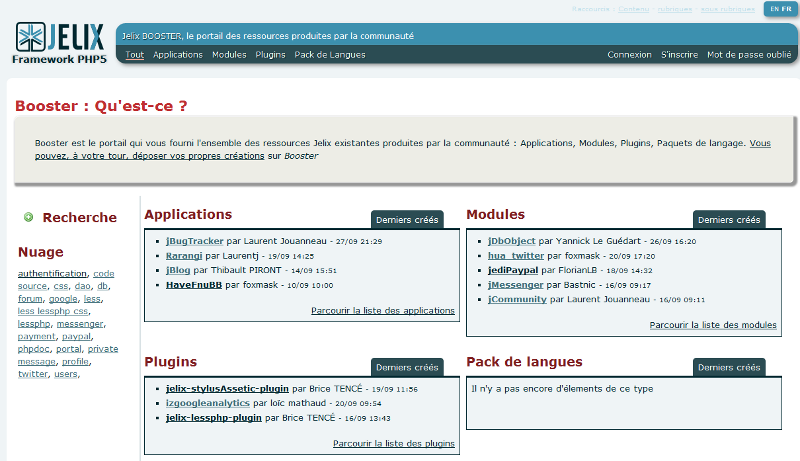 Raccourcis : Contenu - rubriques - sous rubriques
EN FR
JELIX
Framework PHP5
Jelix BOOSTER, le portail des ressources produites par la communauté
Tout Applications Modules Plugins Pack de Langues
Connexion S'inscrire Mot de passe oublié
Booster : Qu'est-ce ?
Booster est le portail qui vous fourni l'ensemble des ressources Jelix existantes produites par la communauté : Applications, Modules, Plugins, Paquets de langage. Vous
pouvez, à votre tour, déposer vos propres créations sur Booster
Recherche
Nuage
authentification, code
source, css, dao, db,
forum, google, less,
less lessphp css,
lessphp, messenger,
payment, paypal,
phpdoc, portal, private
message, profile,
twitter, users,
Applications
Derniers créés
jBugTracker par Laurent Jouanneau - 27/09 21:29
Rarangi par Laurentj - 19/09 14:25
jBlog par Thibault PIRONT - 14/09 15:51
HaveFnuBB par foxmask - 10/09 10:00
Parcourir la liste des applications
Modules
Derniers créés
jDbObject par Yannick Le Guédart - 26/09 16:20
hua_twitter par foxmask - 20/09 17:20
jediPaypal par FlorianLB - 18/09 14:32
jMessenger par Bastnic - 16/09 09:17
jCommunity par Laurent Jouanneau - 16/09 09:11
Parcourir la liste des modules
Plugins
Derniers créés
jelix-stylusAssetic-plugin par Brice TENCÉ - 19/09 11:56
izgoogleanalytics par loïc mathaud - 20/09 09:54
jelix-lessphp-plugin par Brice TENCÉ - 16/09 13:43
Parcourir la liste des plugins
Pack de langues
Derniers créés
Il n'y a pas encore d'élements de ce type